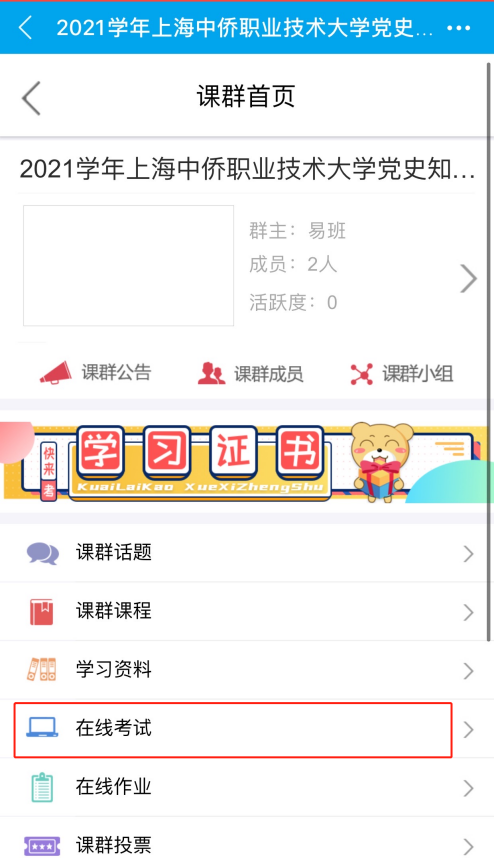 2021学年上海中侨职业技术大学党史...
课群首页
2021学年上海中侨职业技术大学党史知...
群主：易班
成员：2人
活跃度：0
课群公告 课群成员 课群小组
快来考 学习证书
KuaiLaiKao XueXiZhengShu
课群话题
课群课程
学习资料
在线考试
在线作业
课群投票